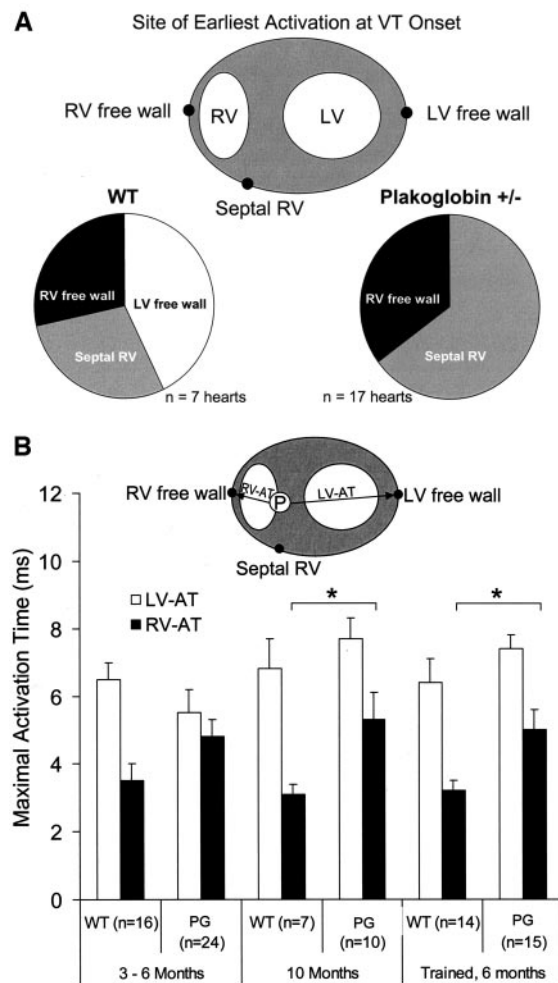 A
Site of Earliest Activation at VT Onset
RV free wall
RV
LV
LV free wall
Septal RV
WT
Plakoglobin +/-
RV free wall
LV free wall
Septal RV
n = 7 hearts
RV free wall
Septal RV
n = 17 hearts
B
RV free wall
RV-AT
P
LV-AT
LV free wall
Septal RV
Maximal Activation Time (ms)
12
10
8
6
4
2
0
LV-AT
RV-AT
*
*
WT (n=16)
PG
(n=24)
WT (n=7)
PG
(n=10)
WT (n=14)
PG
(n=15)
3 - 6 Months
10 Months
Trained, 6 months